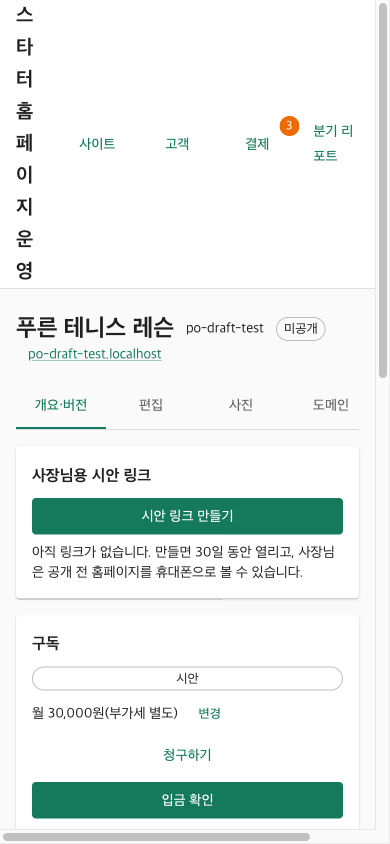 스
타
터
홈
페
이
지
운
영
사이트
고객
결제
3
분기 리
포트
푸른 테니스 레슨 po-draft-test 미공개
po-draft-test.localhost
개요·버전 편집 사진 도메인
사장님용 시안 링크
시안 링크 만들기
아직 링크가 없습니다. 만들면 30일 동안 열리고, 사장님
은 공개 전 홈페이지를 휴대폰으로 볼 수 있습니다.
구독
시안
월 30,000원(부가세 별도) 변경
청구하기
입금 확인